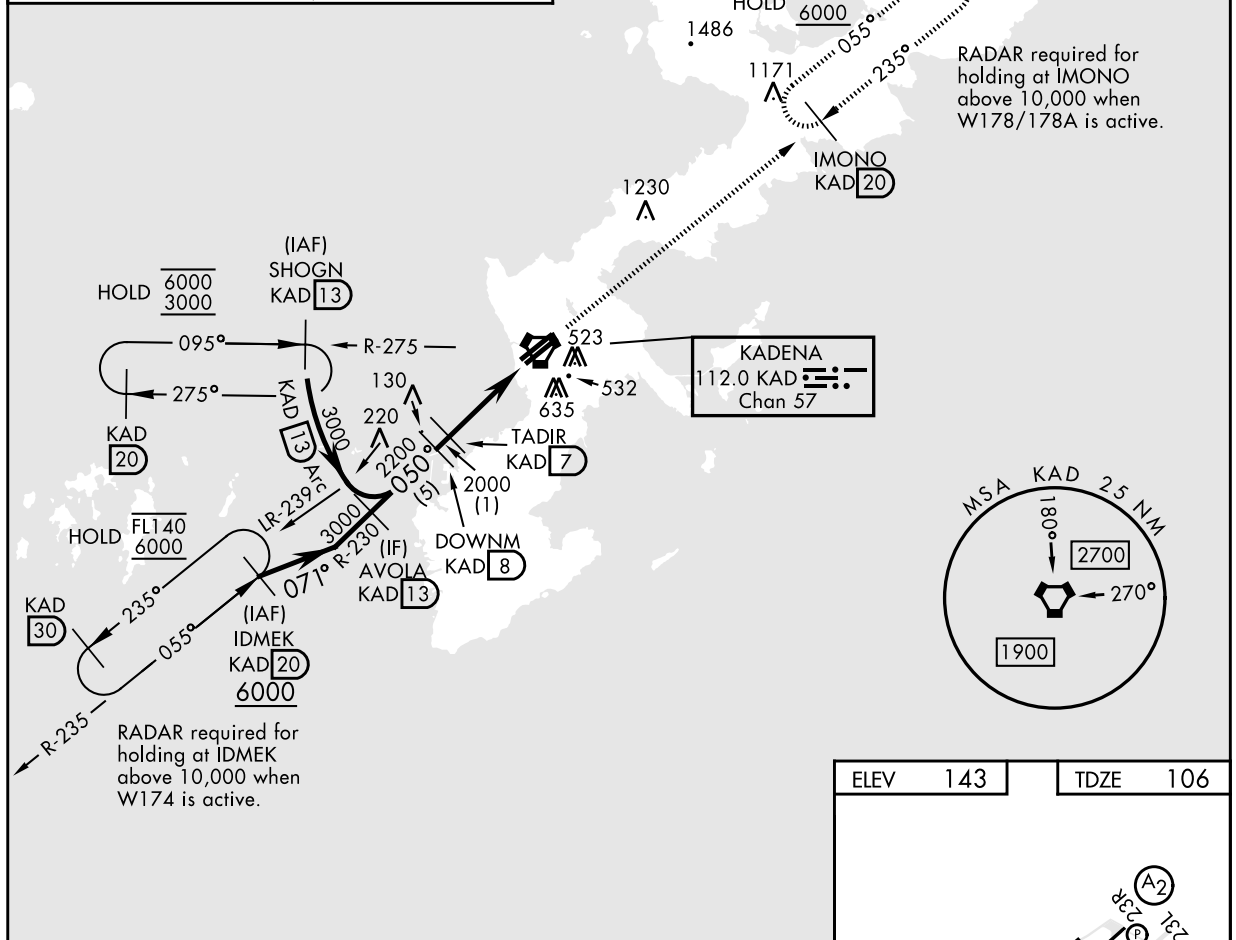 HOLD 6000
1486
055°
235°
1171
RADAR required for
holding at IMONO
above 10,000 when
W178/178A is active.
IMONO
KAD 20
1230
(IAF)
SHOGN
KAD 13
HOLD 6000
3000
095°
R-275
275°
KAD
20
523
532
635
KADENA
112.0 KAD
Chan 57
130
220
KAD 13 Arc
3000
2200
050°
(5)
TADIR
KAD 7
2000
(1)
DOWNM
KAD 8
LR-239
3000
R-230
071°
(IF)
AVOLA
KAD 13
HOLD FL140
6000
KAD
30
235°
055°
(IAF)
IDMEK
KAD 20
6000
R-235
RADAR required for
holding at IDMEK
above 10,000 when
W174 is active.
MSA KAD 25 NM
180°
2700
270°
1900
ELEV 143
TDZE 106
A2
23R
23L
P